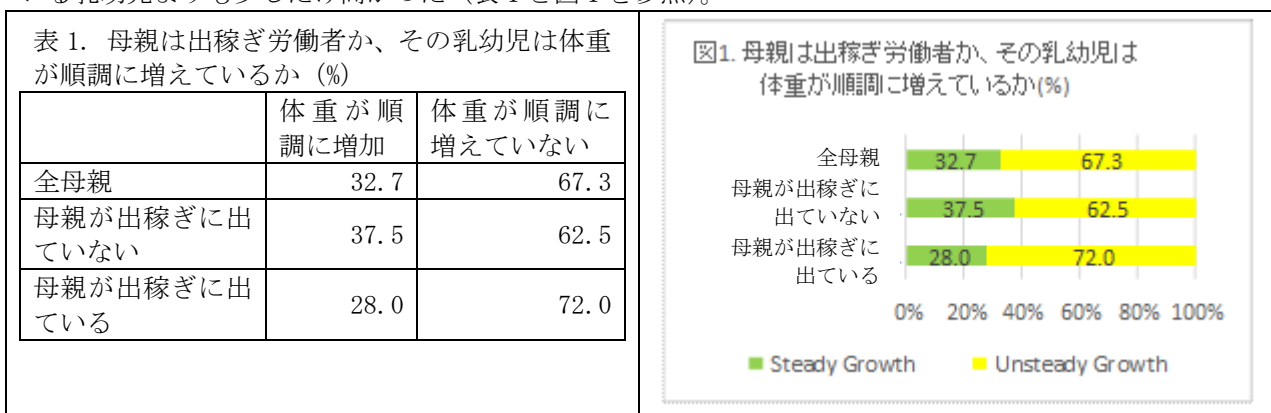 表 1. 母親は出稼ぎ労働者か、その乳幼児は体重
が順調に増えているか (%)
体重が順
調に増加
体重が順調に
増えていない
全母親 32.7 67.3
母親が出稼ぎに出
ていない
37.5 62.5
母親が出稼ぎに出
ている
28.0 72.0
図1. 母親は出稼ぎ労働者か、その乳幼児は
体重が順調に増えているか(%)
全母親 32.7 67.3
母親が出稼ぎに
出ていない
37.5 62.5
母親が出稼ぎに
出ている
28.0 72.0
0% 20% 40% 60% 80% 100%
Steady Growth Unsteady Growth